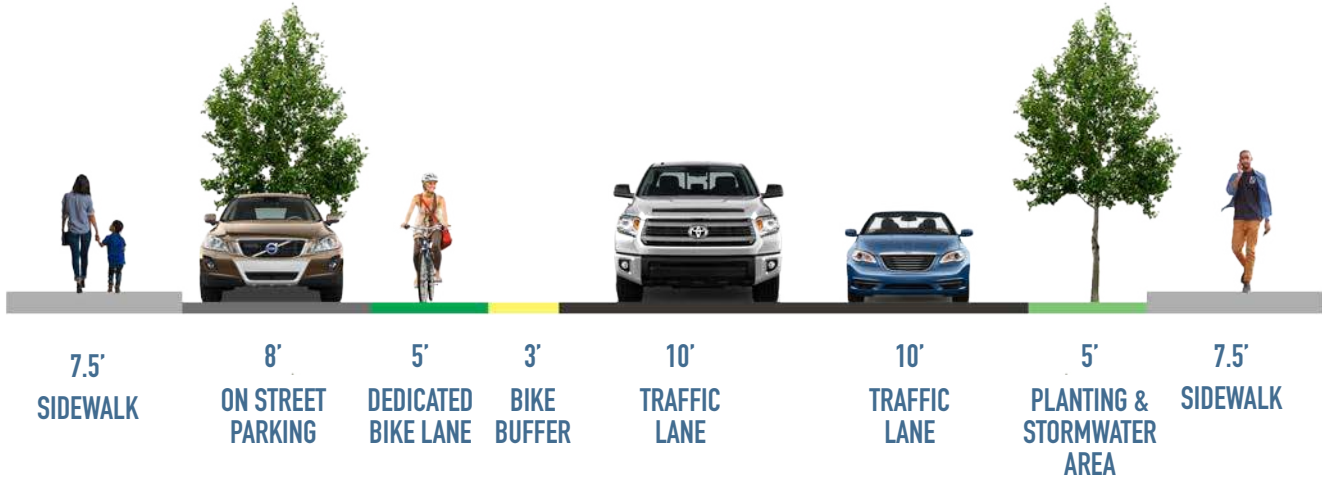 7.5’
SIDEWALK
8’
ON STREET
PARKING
5’
DEDICATED
BIKE LANE
3’
BIKE
BUFFER
10’
TRAFFIC
LANE
10’
TRAFFIC
LANE
5’
PLANTING &
STORMWATER
AREA
7.5’
SIDEWALK